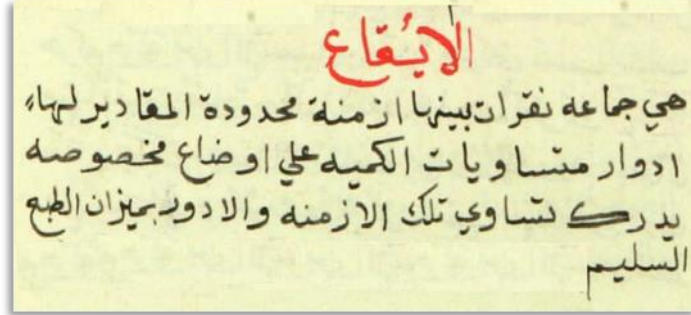 الايقاع
هي جماعه نقرات بينها ازمنة محدودة المقادير لها
ادوار متساويات الكميه علي اوضاع مخصوصه
يدرك تساوي تلك الازمنه والادور بميزان الطبع
السليم